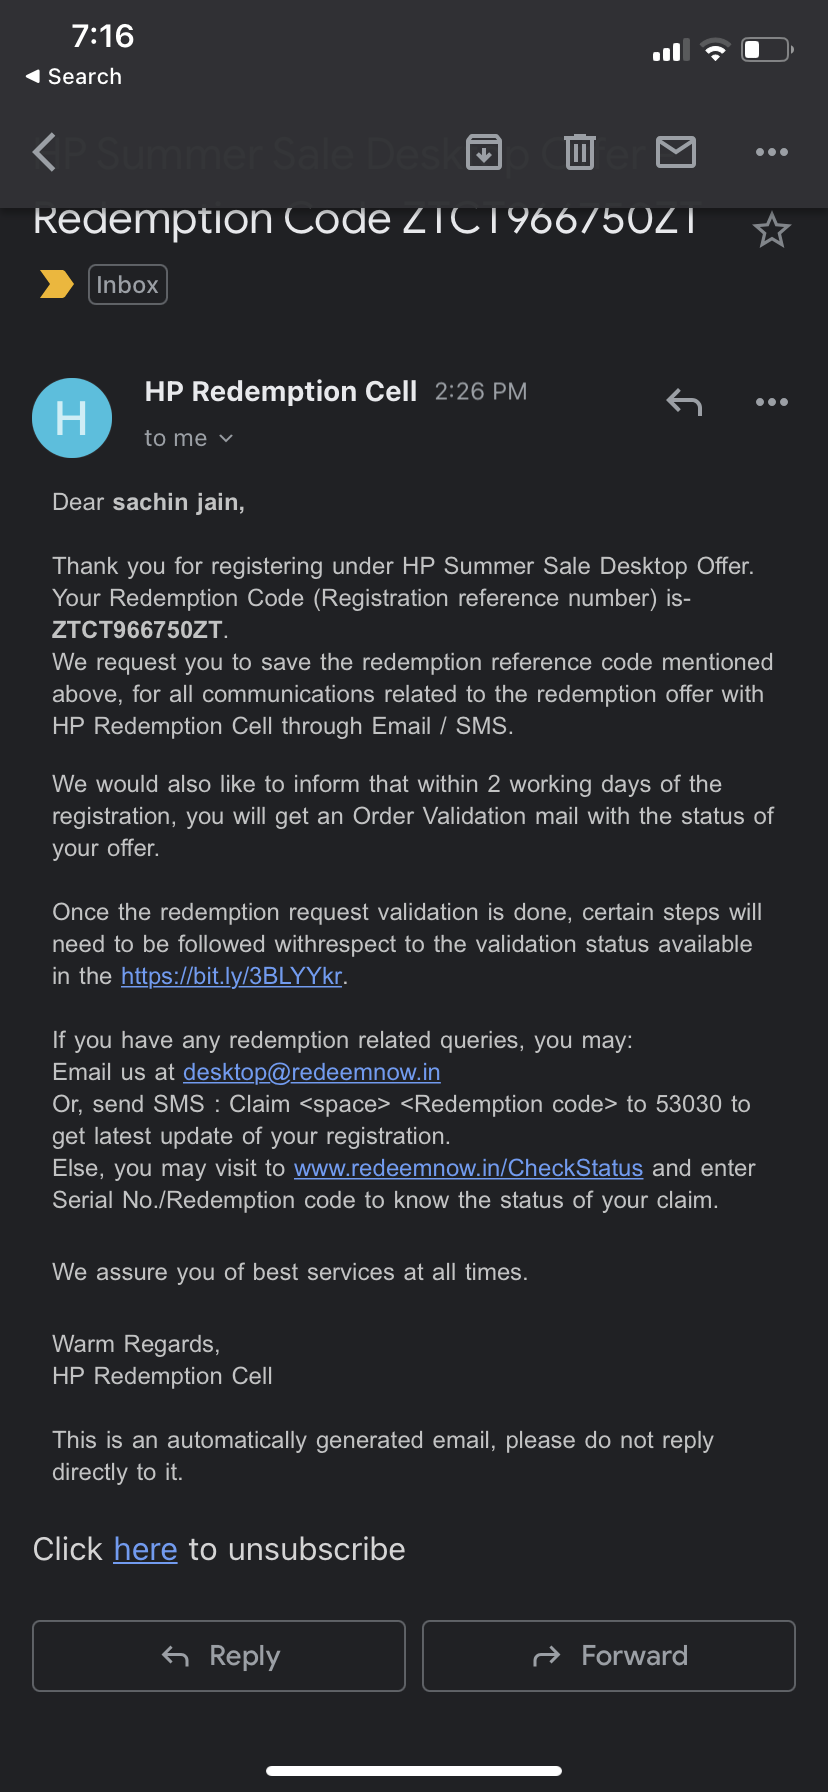 7:16
Search
HP Summer Sale Desktop Offer
Redemption Code ZTCT966750ZT
Inbox
H
HP Redemption Cell 2:26 PM
to me
Dear sachin jain,
Thank you for registering under HP Summer Sale Desktop Offer.
Your Redemption Code (Registration reference number) is-
ZTCT966750ZT.
We request you to save the redemption reference code mentioned
above, for all communications related to the redemption offer with
HP Redemption Cell through Email / SMS.
We would also like to inform that within 2 working days of the
registration, you will get an Order Validation mail with the status of
your offer.
Once the redemption request validation is done, certain steps will
need to be followed withrespect to the validation status available
in the https://bit.ly/3BLYYkr.
If you have any redemption related queries, you may:
Email us at desktop@redeemnow.in
Or, send SMS : Claim <space> <Redemption code> to 53030 to
get latest update of your registration.
Else, you may visit to www.redeemnow.in/CheckStatus and enter
Serial No./Redemption code to know the status of your claim.
We assure you of best services at all times.
Warm Regards,
HP Redemption Cell
This is an automatically generated email, please do not reply
directly to it.
Click here to unsubscribe
Reply
Forward